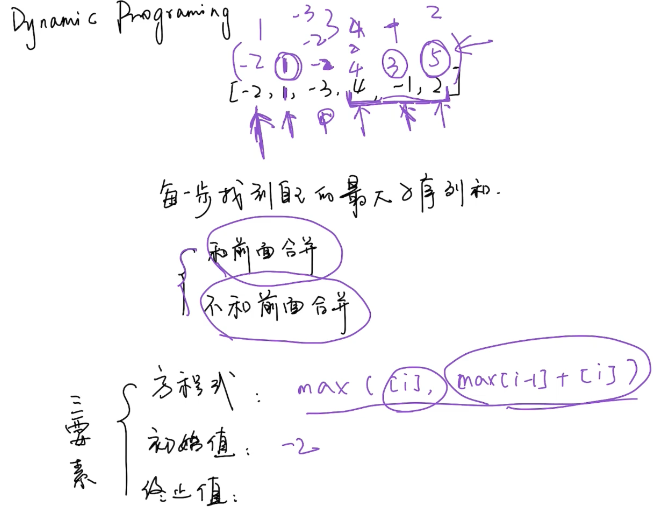 Dynamic Programing
1 -3 3 4 + 2
-2 2
(-2 1 -2 4 3 5
[-2, 1, -3, 4, -1, 2]
每一步找到自己的最大子序列和.
和前面合并
不和前面合并
三要素
方程式: max ( [i], max[i-1] + [i] )
初始值: -2
终止值: